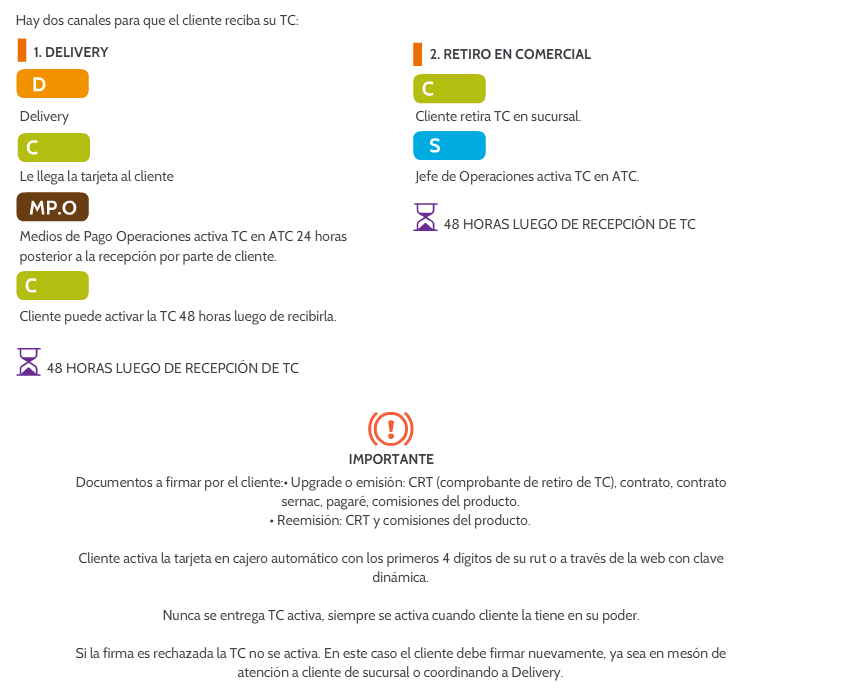 Hay dos canales para que el cliente reciba su TC:
1. DELIVERY
D
Delivery
C
Le llega la tarjeta al cliente
MP.O
Medios de Pago Operaciones activa TC en ATC 24 horas
posterior a la recepción por parte de cliente.
C
Cliente puede activar la TC 48 horas luego de recibirla.
48 HORAS LUEGO DE RECEPCIÓN DE TC
2. RETIRO EN COMERCIAL
C
Cliente retira TC en sucursal.
S
Jefe de Operaciones activa TC en ATC.
48 HORAS LUEGO DE RECEPCIÓN DE TC
IMPORTANTE
Documentos a firmar por el cliente:• Upgrade o emisión: CRT (comprobante de retiro de TC), contrato, contrato
sernac, pagaré, comisiones del producto.
• Reemisión: CRT y comisiones del producto.
Cliente activa la tarjeta en cajero automático con los primeros 4 dígitos de su rut o a través de la web con clave
dinámica.
Nunca se entrega TC activa, siempre se activa cuando cliente la tiene en su poder.
Si la firma es rechazada la TC no se activa. En este caso el cliente debe firmar nuevamente, ya sea en mesón de
atención a cliente de sucursal o coordinando a Delivery.